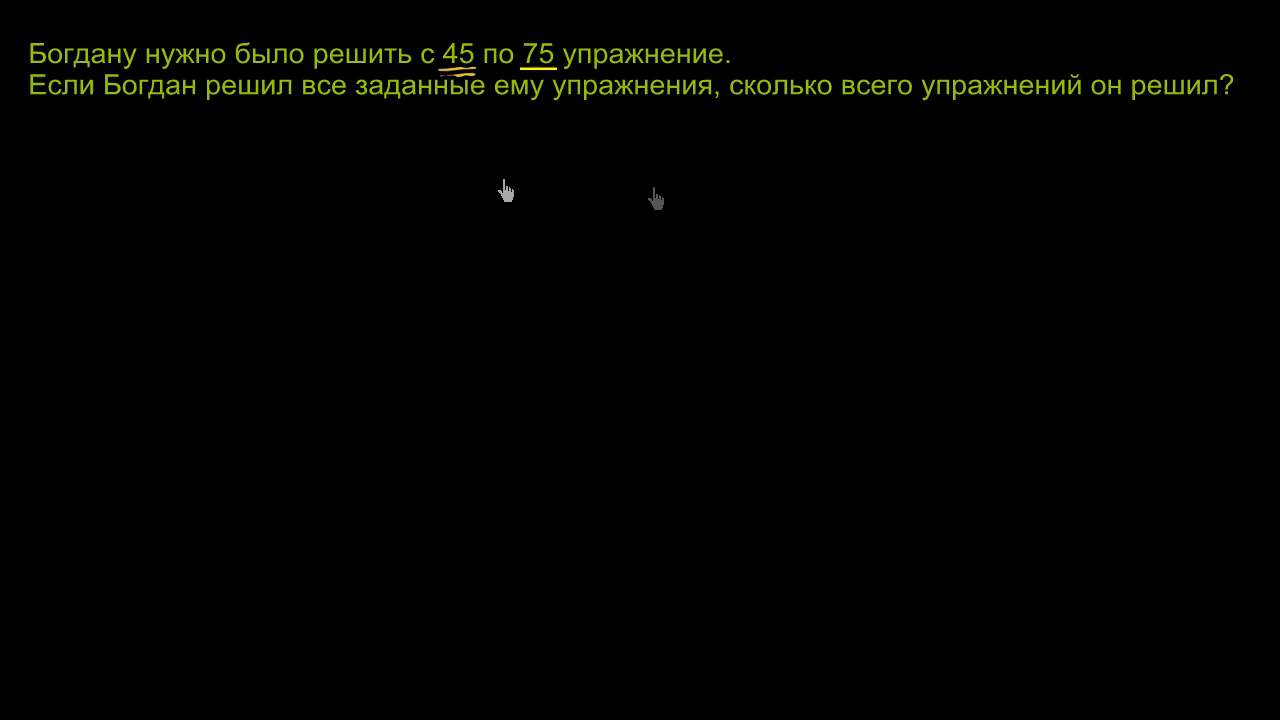 Богдану нужно было решить с 45 по 75 упражнение.
Если Богдан решил все заданные ему упражнения, сколько всего упражнений он решил?